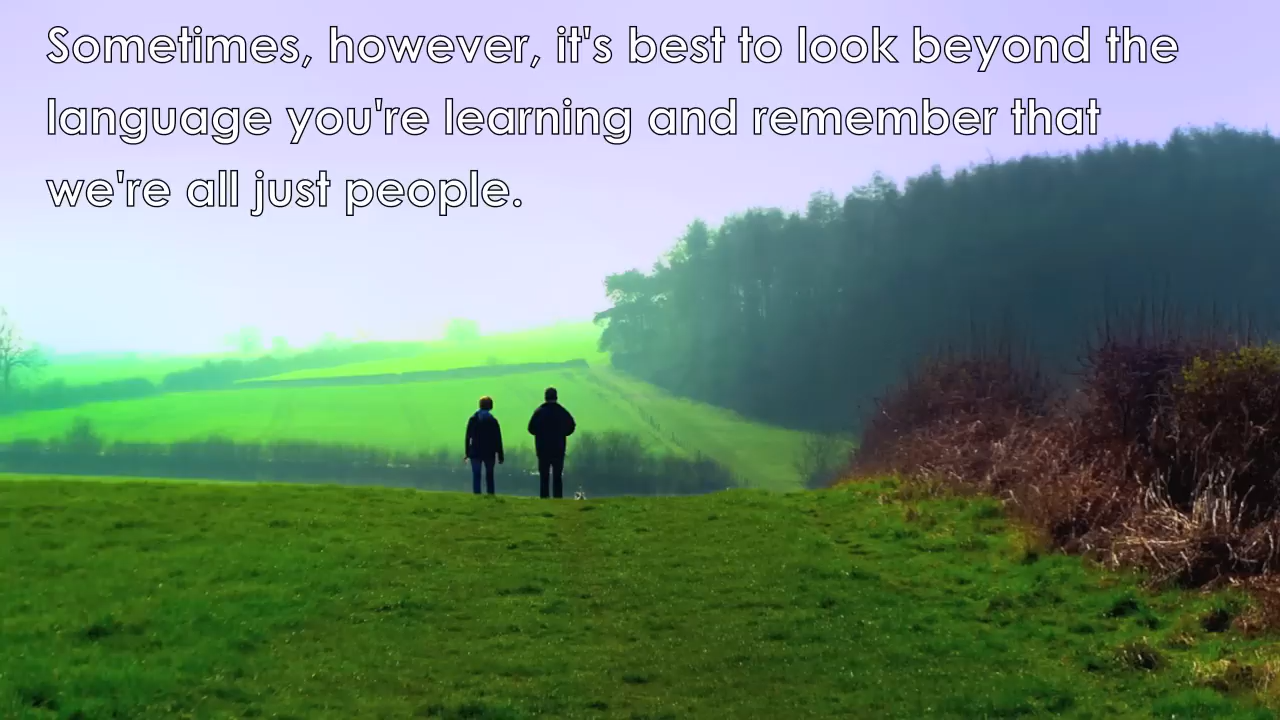 Sometimes, however, it's best to look beyond the
language you're learning and remember that
we're all just people.